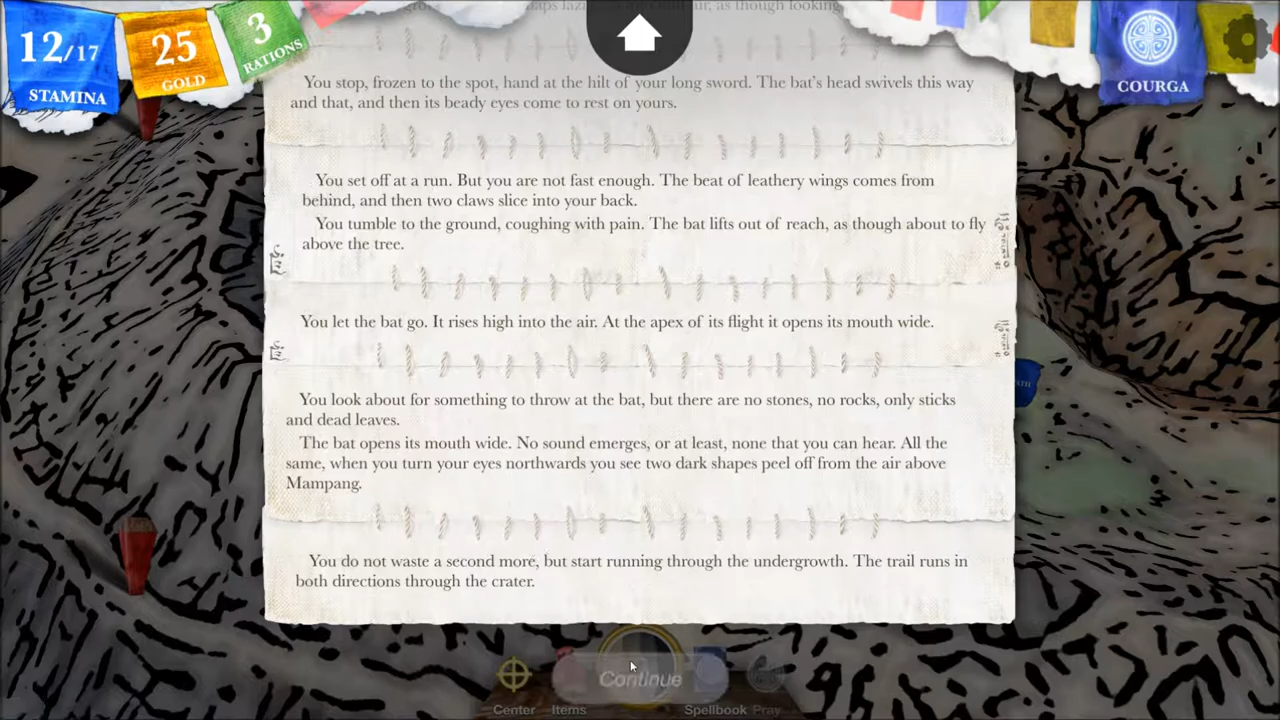 12/17
STAMINA
25
GOLD
3
RATIONS
COURGA
You stop, frozen to the spot, hand at the hilt of your long sword. The bat's head swivels this way
and that, and then its beady eyes come to rest on yours.
You set off at a run. But you are not fast enough. The beat of leathery wings comes from
behind, and then two claws slice into your back.
You tumble to the ground, coughing with pain. The bat lifts out of reach, as though about to fly
above the tree.
You let the bat go. It rises high into the air. At the apex of its flight it opens its mouth wide.
You look about for something to throw at the bat, but there are no stones, no rocks, only sticks
and dead leaves.
The bat opens its mouth wide. No sound emerges, or at least, none that you can hear. All the
same, when you turn your eyes northwards you see two dark shapes peel off from the air above
Mampang.
You do not waste a second more, but start running through the undergrowth. The trail runs in
both directions through the crater.
Continue
Center
Items
Spellbook
Pray